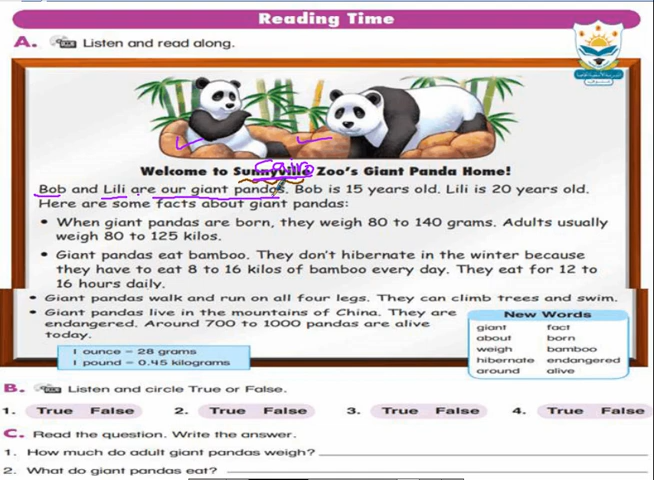 Reading Time
A. Listen and read along.
Welcome to Sunnyville Zoo's Giant Panda Home!
Bob and Lili are our giant pandas. Bob is 15 years old. Lili is 20 years old.
Here are some facts about giant pandas:
• When giant pandas are born, they weigh 80 to 140 grams. Adults usually
weigh 80 to 125 kilos.
• Giant pandas eat bamboo. They don't hibernate in the winter because
they have to eat 8 to 16 kilos of bamboo every day. They eat for 12 to
16 hours daily.
• Giant pandas walk and run on all four legs. They can climb trees and swim.
• Giant pandas live in the mountains of China. They are
endangered. Around 700 to 1000 pandas are alive
today.
New Words
giant fact
about born
weigh bamboo
hibernate endangered
around alive
1 ounce = 28 grams
1 pound = 0.45 kilograms
B. Listen and circle True or False.
1. True False 2. True False 3. True False 4. True False
C. Read the question. Write the answer.
1. How much do adult giant pandas weigh?
2. What do giant pandas eat?